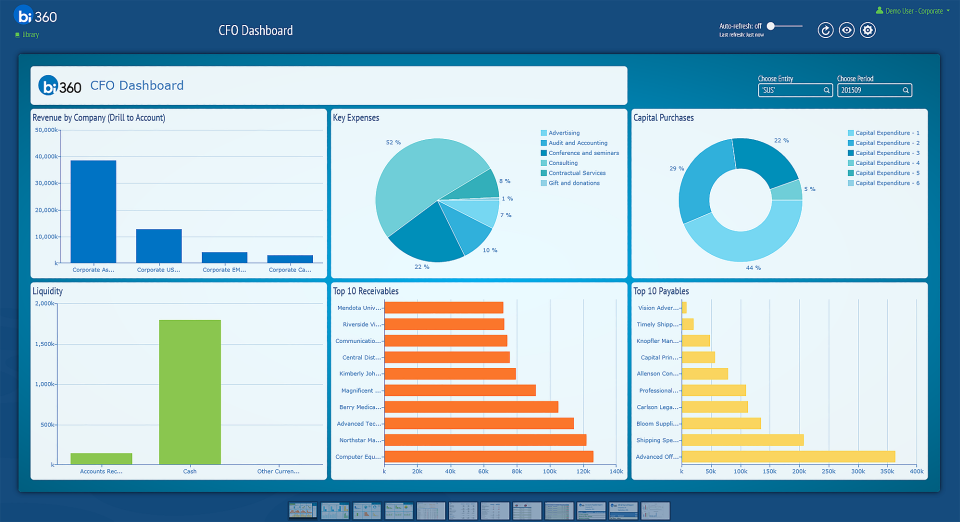 bi 360
Demo User - Corporate
library
CFO Dashboard
Auto-refresh: off
Last refresh: Just now
bi360 CFO Dashboard
Choose Entity
Choose Period
'SUS'
201509
Revenue by Company (Drill to Account)
50,000k
40,000k
30,000k
20,000k
10,000k
k
Corporate As...
Corporate US...
Corporate EM...
Corporate Ca...
Key Expenses
52 %
8 %
1 %
7 %
10 %
22 %
Advertising
Audit and Accounting
Conference and seminars
Consulting
Contractual Services
Gift and donations
Capital Purchases
22 %
29 %
5 %
44 %
Capital Expenditure - 1
Capital Expenditure - 2
Capital Expenditure - 3
Capital Expenditure - 4
Capital Expenditure - 5
Capital Expenditure - 6
Liquidity
2,000k
1,500k
1,000k
500k
k
Accounts Rec...
Cash
Other Curren...
Top 10 Receivables
Mendota Univ...
Riverside Vi...
Communicatio...
Central Dist...
Kimberly Joh...
Magnificent ...
Berry Medica...
Advanced Tec...
Northstar Ma...
Computer Equ...
k 20k 40k 60k 80k 100k 120k 140k
Top 10 Payables
Vision Adver...
Timely Shipp...
Knopfler Man...
Capital Prin...
Allenson Con...
Professional...
Carlson Lega...
Bloom Suppli...
Shipping Spe...
Advanced Off...
k 50k 100k 150k 200k 250k 300k 350k 400k